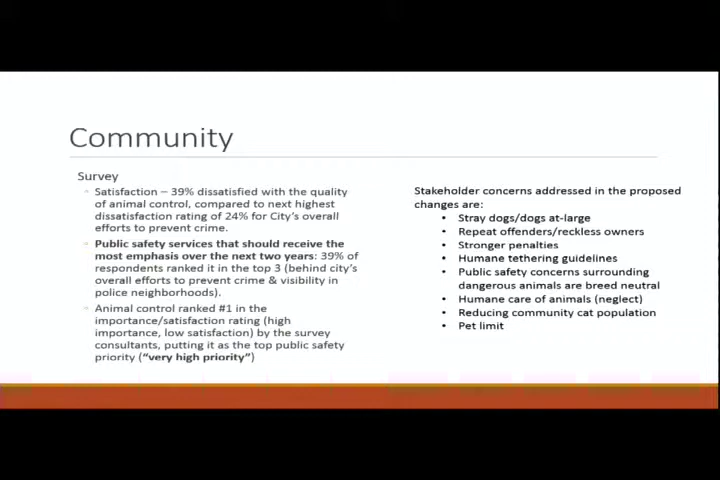 Community
Survey
Satisfaction – 39% dissatisfied with the quality
of animal control, compared to next highest
dissatisfaction rating of 24% for City's overall
efforts to prevent crime.
Public safety services that should receive the
most emphasis over the next two years: 39% of
respondents ranked it in the top 3 (behind city's
overall efforts to prevent crime & visibility in
police neighborhoods).
Animal control ranked #1 in the
importance/satisfaction rating (high
importance, low satisfaction) by the survey
consultants, putting it as the top public safety
priority ("very high priority")
Stakeholder concerns addressed in the proposed
changes are:
• Stray dogs/dogs at-large
• Repeat offenders/reckless owners
• Stronger penalties
• Humane tethering guidelines
• Public safety concerns surrounding
dangerous animals are breed neutral
• Humane care of animals (neglect)
• Reducing community cat population
• Pet limit